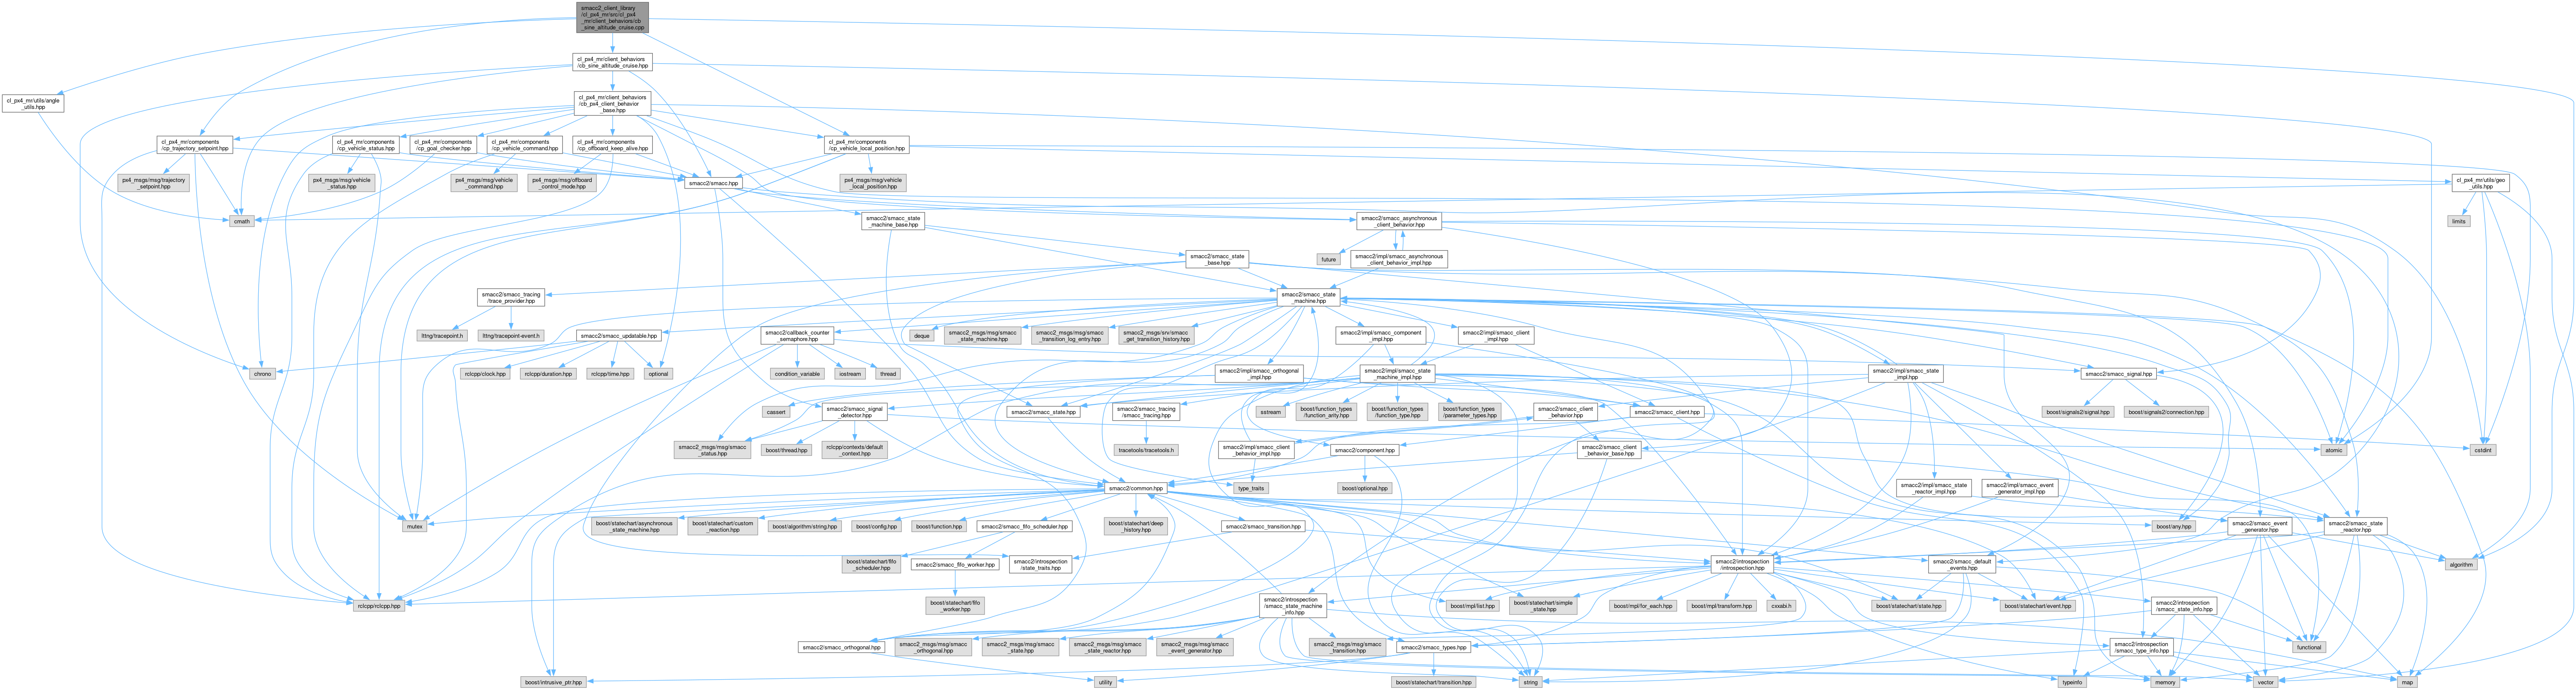 smacc2_client_library
/cl_px4_mr/src/cl_px4
_mr/client_behaviors/cb
_sine_altitude_cruise.cpp
cl_px4_mr/client_behaviors
/cb_sine_altitude_cruise.hpp
cl_px4_mr/utils/angle
_utils.hpp
cl_px4_mr/client_behaviors
/cb_px4_client_behavior
_base.hpp
cl_px4_mr/components
/cp_trajectory_setpoint.hpp
cl_px4_mr/components
/cp_vehicle_status.hpp
cl_px4_mr/components
/cp_goal_checker.hpp
cl_px4_mr/components
/cp_vehicle_command.hpp
cl_px4_mr/components
/cp_offboard_keep_alive.hpp
cl_px4_mr/components
/cp_vehicle_local_position.hpp
px4_msgs/msg/trajectory
_setpoint.hpp
px4_msgs/msg/vehicle
_status.hpp
px4_msgs/msg/vehicle
_command.hpp
px4_msgs/msg/offboard
_control_mode.hpp
smacc2/smacc.hpp
px4_msgs/msg/vehicle
_local_position.hpp
cl_px4_mr/utils/geo
_utils.hpp
cmath
smacc2/smacc_state
_machine_base.hpp
smacc2/smacc_asynchronous
_client_behavior.hpp
limits
smacc2/smacc_state
_base.hpp
future
smacc2/impl/smacc_asynchronous
_client_behavior_impl.hpp
smacc2/smacc_tracing
/trace_provider.hpp
smacc2/smacc_state
_machine.hpp
lttng/tracepoint.h
lttng/tracepoint-event.h
smacc2/smacc_updatable.hpp
smacc2/callback_counter
_semaphore.hpp
deque
smacc2_msgs/msg/smacc
_state_machine.hpp
smacc2_msgs/msg/smacc
_transition_log_entry.hpp
smacc2_msgs/srv/smacc
_get_transition_history.hpp
smacc2/impl/smacc_component
_impl.hpp
smacc2/impl/smacc_client
_impl.hpp
chrono
rclcpp/clock.hpp
rclcpp/duration.hpp
rclcpp/time.hpp
optional
condition_variable
iostream
thread
smacc2/impl/smacc_orthogonal
_impl.hpp
smacc2/impl/smacc_state
_machine_impl.hpp
smacc2/impl/smacc_state
_impl.hpp
smacc2/smacc_signal.hpp
cassert
smacc2/smacc_signal
_detector.hpp
smacc2/smacc_state.hpp
smacc2/smacc_tracing
/smacc_tracing.hpp
sstream
boost/function_types
/function_arity.hpp
boost/function_types
/function_type.hpp
boost/function_types
/parameter_types.hpp
smacc2/smacc_client
_behavior.hpp
smacc2/smacc_client.hpp
boost/signals2/signal.hpp
boost/signals2/connection.hpp
smacc2_msgs/msg/smacc
_status.hpp
boost/thread.hpp
rclcpp/contexts/default
_context.hpp
tracetools/tracetools.h
smacc2/impl/smacc_client
_behavior_impl.hpp
smacc2/component.hpp
smacc2/smacc_client
_behavior_base.hpp
atomic
cstdint
smacc2/common.hpp
type_traits
boost/optional.hpp
smacc2/impl/smacc_state
_reactor_impl.hpp
smacc2/impl/smacc_event
_generator_impl.hpp
mutex
boost/statechart/asynchronous
_state_machine.hpp
boost/statechart/custom
_reaction.hpp
boost/algorithm/string.hpp
boost/config.hpp
boost/function.hpp
smacc2/smacc_fifo_scheduler.hpp
boost/statechart/deep
_history.hpp
smacc2/smacc_transition.hpp
boost/any.hpp
smacc2/smacc_event
_generator.hpp
smacc2/smacc_state
_reactor.hpp
boost/statechart/fifo
_scheduler.hpp
smacc2/smacc_fifo_worker.hpp
smacc2/introspection
/state_traits.hpp
smacc2/introspection
/introspection.hpp
smacc2/smacc_default
_events.hpp
algorithm
rclcpp/rclcpp.hpp
boost/statechart/fifo
_worker.hpp
smacc2/introspection
/smacc_state_machine
_info.hpp
boost/mpl/list.hpp
boost/statechart/simple
_state.hpp
boost/mpl/for_each.hpp
boost/mpl/transform.hpp
cxxabi.h
boost/statechart/state.hpp
boost/statechart/event.hpp
smacc2/introspection
/smacc_state_info.hpp
smacc2/smacc_orthogonal.hpp
smacc2_msgs/msg/smacc
_orthogonal.hpp
smacc2_msgs/msg/smacc
_state.hpp
smacc2_msgs/msg/smacc
_state_reactor.hpp
smacc2_msgs/msg/smacc
_event_generator.hpp
smacc2_msgs/msg/smacc
_transition.hpp
smacc2/smacc_types.hpp
smacc2/introspection
/smacc_type_info.hpp
functional
boost/intrusive_ptr.hpp
utility
boost/statechart/transition.hpp
string
typeinfo
memory
vector
map